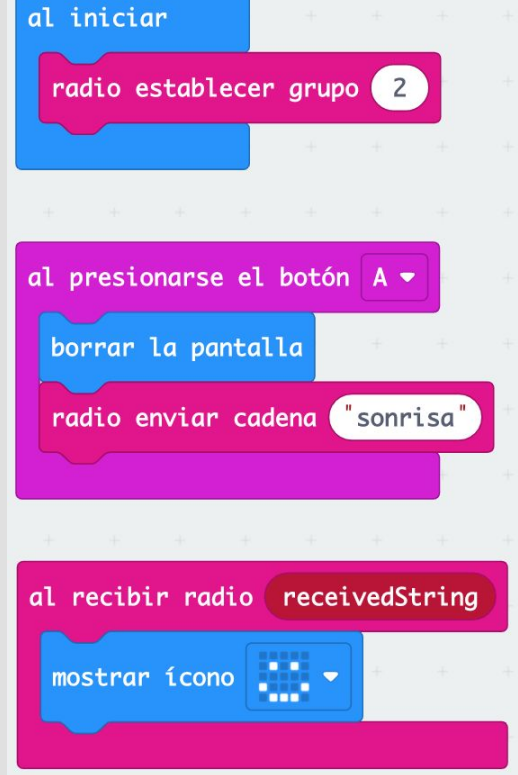 al iniciar
radio establecer grupo 2
al presionarse el botón A
borrar la pantalla
radio enviar cadena "sonrisa"
al recibir radio receivedString
mostrar ícono